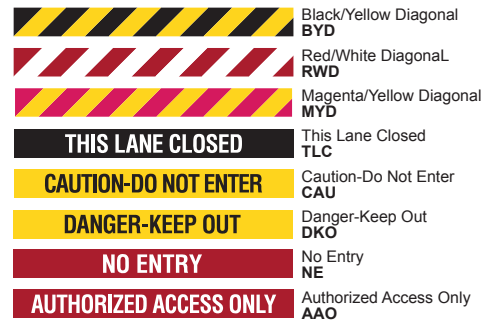 Black/Yellow Diagonal
BYD
Red/White DiagonaL
RWD
Magenta/Yellow Diagonal
MYD
THIS LANE CLOSED
This Lane Closed
TLC
CAUTION-DO NOT ENTER
Caution-Do Not Enter
CAU
DANGER-KEEP OUT
Danger-Keep Out
DKO
NO ENTRY
No Entry
NE
AUTHORIZED ACCESS ONLY
Authorized Access Only
AAO